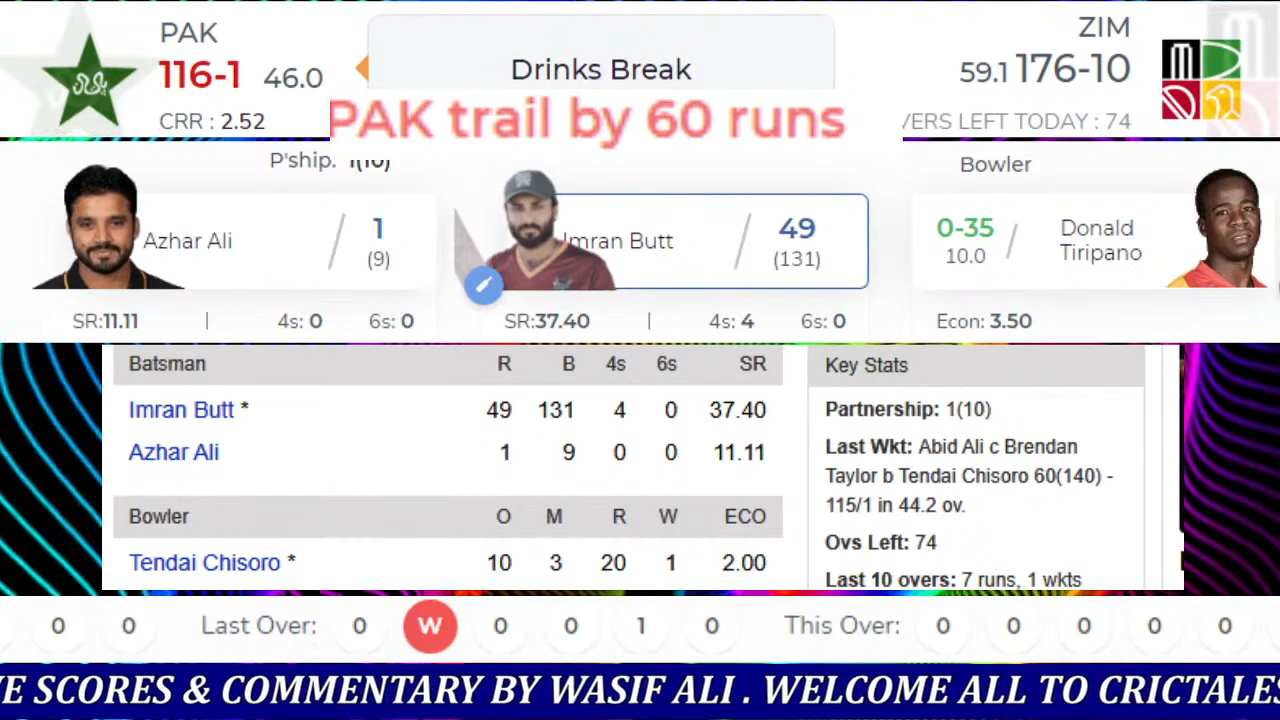 PAK
116-1 46.0
CRR : 2.52
Drinks Break
PAK trail by 60 runs
ZIM
59.1 176-10
VERS LEFT TODAY : 74
P'ship. 1(10)
Azhar Ali
1
(9)
SR:11.11 | 4s: 0 6s: 0
Imran Butt
49
(131)
SR:37.40 | 4s: 4 6s: 0
Bowler
0-35
10.0
Donald
Tiripano
Econ: 3.50
Batsman R B 4s 6s SR
Imran Butt * 49 131 4 0 37.40
Azhar Ali 1 9 0 0 11.11
Bowler O M R W ECO
Tendai Chisoro * 10 3 20 1 2.00
Key Stats
Partnership: 1(10)
Last Wkt: Abid Ali c Brendan
Taylor b Tendai Chisoro 60(140) -
115/1 in 44.2 ov.
Ovs Left: 74
Last 10 overs: 7 runs, 1 wkts
0 0 Last Over: 0 W 0 0 1 0 This Over: 0 0 0 0 0
VE SCORES & COMMENTARY BY WASIF ALI . WELCOME ALL TO CRICTALES